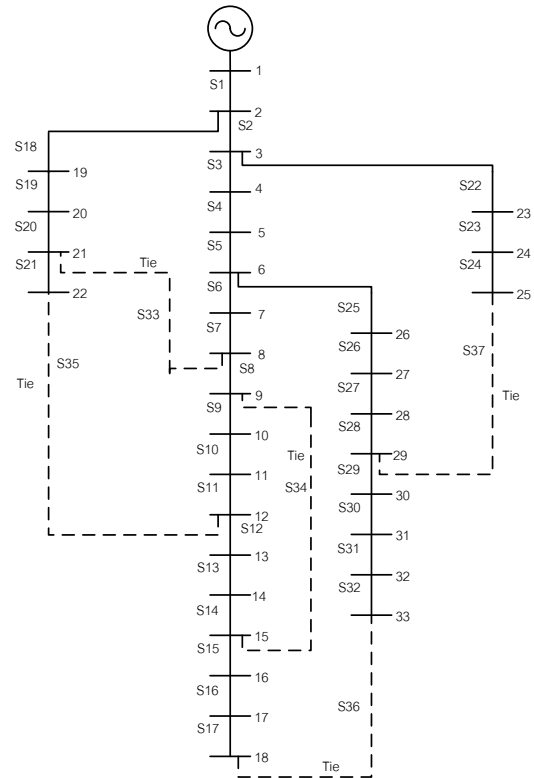 1
S1
2
S2
S18
3
S3
S22
19
S19
4
S4
20
23
S20
S23
5
S5
21
24
S21
Tie
S24
6
S6
22
25
S25
S33
7
S7
26
S26
S37
8
S35
S8
27
Tie
S27
9
Tie
S9
28
S28
10
Tie
S10
29
S29
11
S34
S11
30
S30
12
S12
31
S31
13
S13
32
S32
14
S14
33
15
S15
16
S16
S36
17
S17
18
Tie